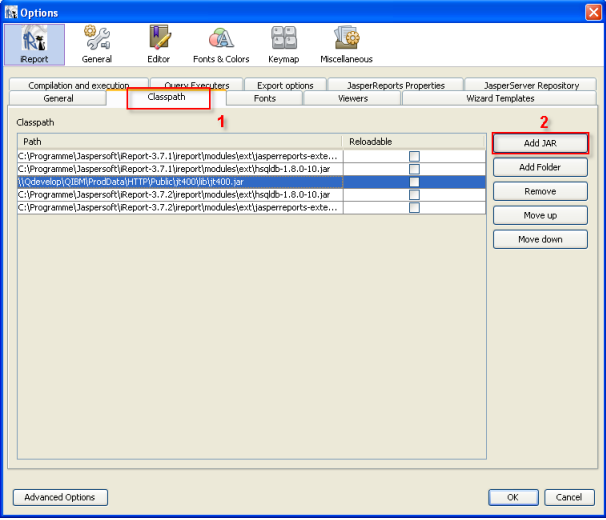 Options
iReport General Editor Fonts & Colors Keymap Miscellaneous
Compilation and execution Query Executers Export options JasperReports Properties JasperServer Repository
General Classpath Fonts Viewers Wizard Templates
1
2
Classpath
Path Reloadable
C:\Programme\Jaspersoft\iReport-3.7.1\ireport\modules\ext\jasperreports-exte...
C:\Programme\Jaspersoft\iReport-3.7.1\ireport\modules\ext\hsqldb-1.8.0-10.jar
\\Qdevelop\QIBM\ProdData\HTTP\Public\jt400\lib\jt400.jar
C:\Programme\Jaspersoft\iReport-3.7.2\ireport\modules\ext\hsqldb-1.8.0-10.jar
C:\Programme\Jaspersoft\iReport-3.7.2\ireport\modules\ext\jasperreports-exte...
Add JAR
Add Folder
Remove
Move up
Move down
Advanced Options
OK Cancel